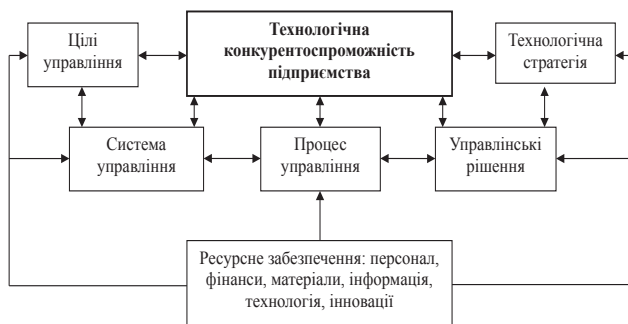 Цілі
управління
Технологічна
конкурентоспроможність
підприємства
Технологічна
стратегія
Система
управління
Процес
управління
Управлінські
рішення
Ресурсне забезпечення: персонал,
фінанси, матеріали, інформація,
технологія, інновації